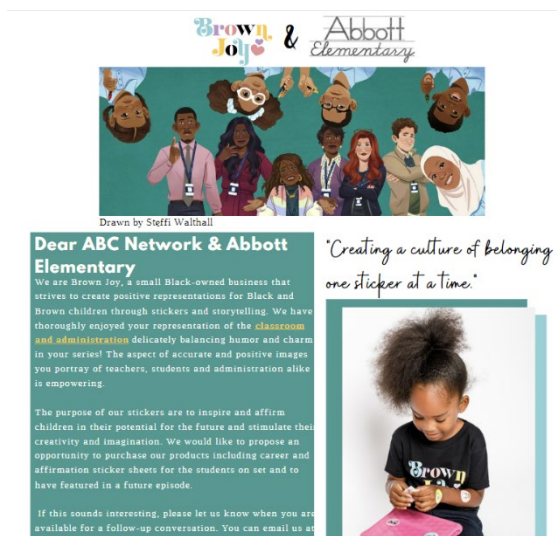 Brown
Joy
&
Abbott
Elementary
Drawn by Steffi Walthall
Dear ABC Network & Abbott
Elementary
We are Brown Joy, a small Black-owned business that
strives to create positive representations for Black and
Brown children through stickers and storytelling. We have
thoroughly enjoyed your representation of the classroom
and administration delicately balancing humor and charm
in your series! The aspect of accurate and positive images
you portray of teachers, students and administration alike
is empowering.
The purpose of our stickers are to inspire and affirm
children in their potential for the future and stimulate their
creativity and imagination. We would like to propose an
opportunity to purchase our products including career and
affirmation sticker sheets for the students on set and to
have featured in a future episode.
If this sounds interesting, please let us know when you are
available for a follow-up conversation. You can email us at
"Creating a culture of belonging
one sticker at a time."
Brown